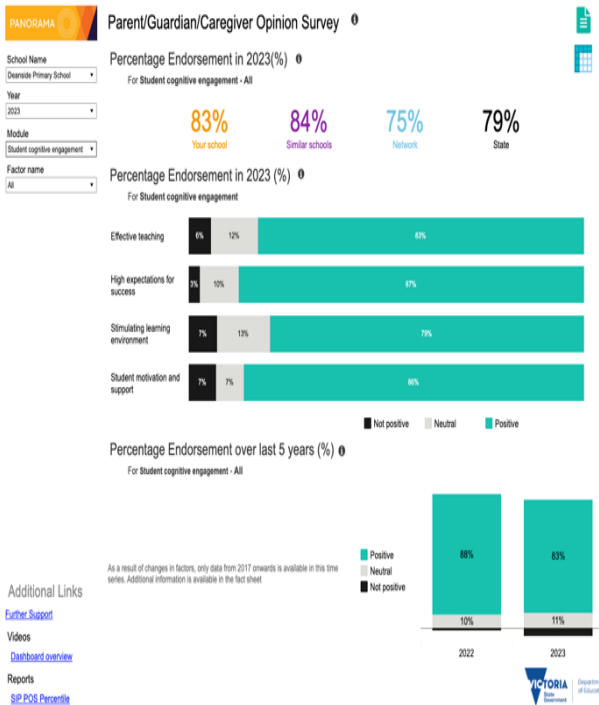 PANORAMA
Parent/Guardian/Caregiver Opinion Survey
School Name
Deanside Primary School
Year
2023
Module
Student cognitive engagement
Factor name
All
Percentage Endorsement in 2023(%)
For Student cognitive engagement - All
83% 84% 75% 79%
Your school Similar schools Network State
Percentage Endorsement in 2023 (%)
For Student cognitive engagement
Effective teaching 6% 12% 83%
High expectations for
success 3% 10% 87%
Stimulating learning
environment 7% 13% 79%
Student motivation and
support 7% 7% 86%
Not positive Neutral Positive
Percentage Endorsement over last 5 years (%)
For Student cognitive engagement - All
As a result of changes in factors, only data from 2017 onwards is available in this time
series. Additional information is available in the fact sheet
Positive
Neutral
Not positive
88% 83%
10% 11%
2022 2023
Additional Links
Further Support
Videos
Dashboard overview
Reports
SIP POS Percentile
VICTORIA
State
Government